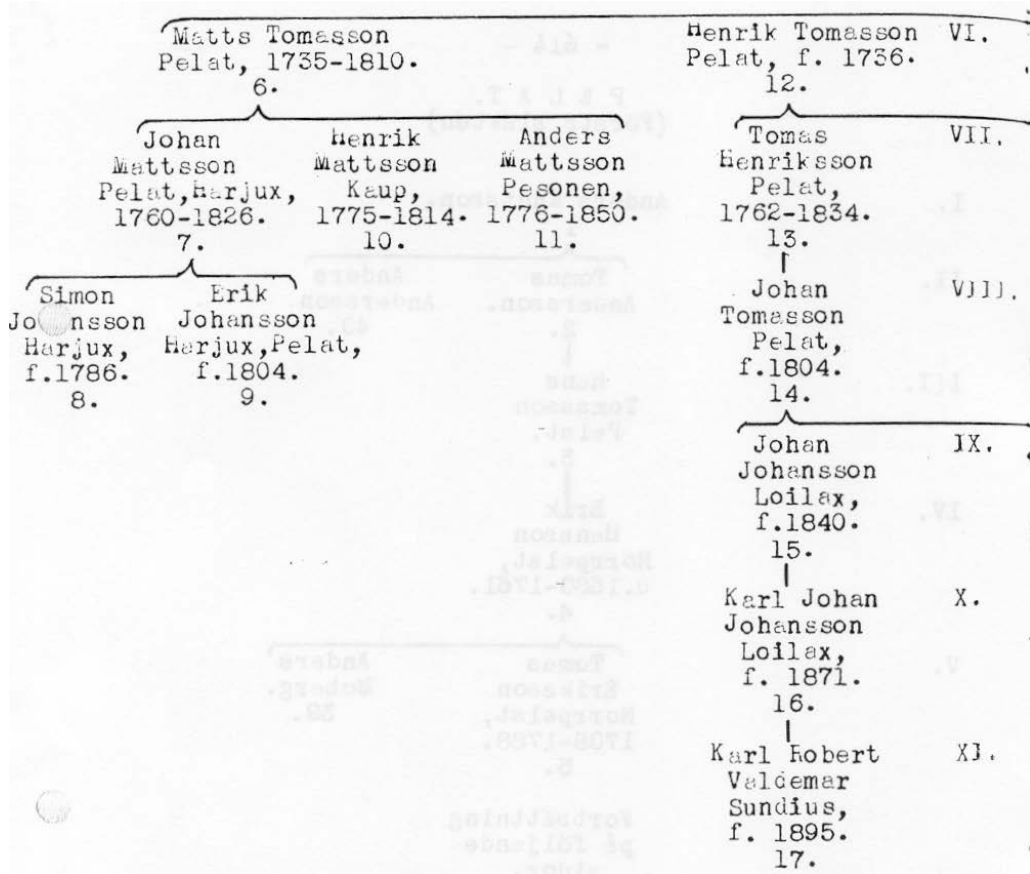 Matts Tomasson
Pelat, 1735-1810.
6.
Henrik Tomasson VI.
Pelat, f. 1736.
12.
Johan
Mattsson
Pelat,Harjux,
1760-1826.
7.
Henrik
Mattsson
Kaup,
1775-1814.
10.
Anders
Mattsson
Pesonen,
1776-1850.
11.
Tomas VII.
Henriksson
Pelat,
1762-1834.
13.
Simon
Johansson
Harjux,
f.1786.
8.
Erik
Johansson
Harjux,Pelat,
f.1804.
9.
Johan VIII.
Tomasson
Pelat,
f.1804.
14.
Johan IX.
Johansson
Loilax,
f.1840.
15.
Karl Johan X.
Johansson
Loilax,
f. 1871.
16.
Karl Robert XI.
Valdemar
Sundius,
f. 1895.
17.